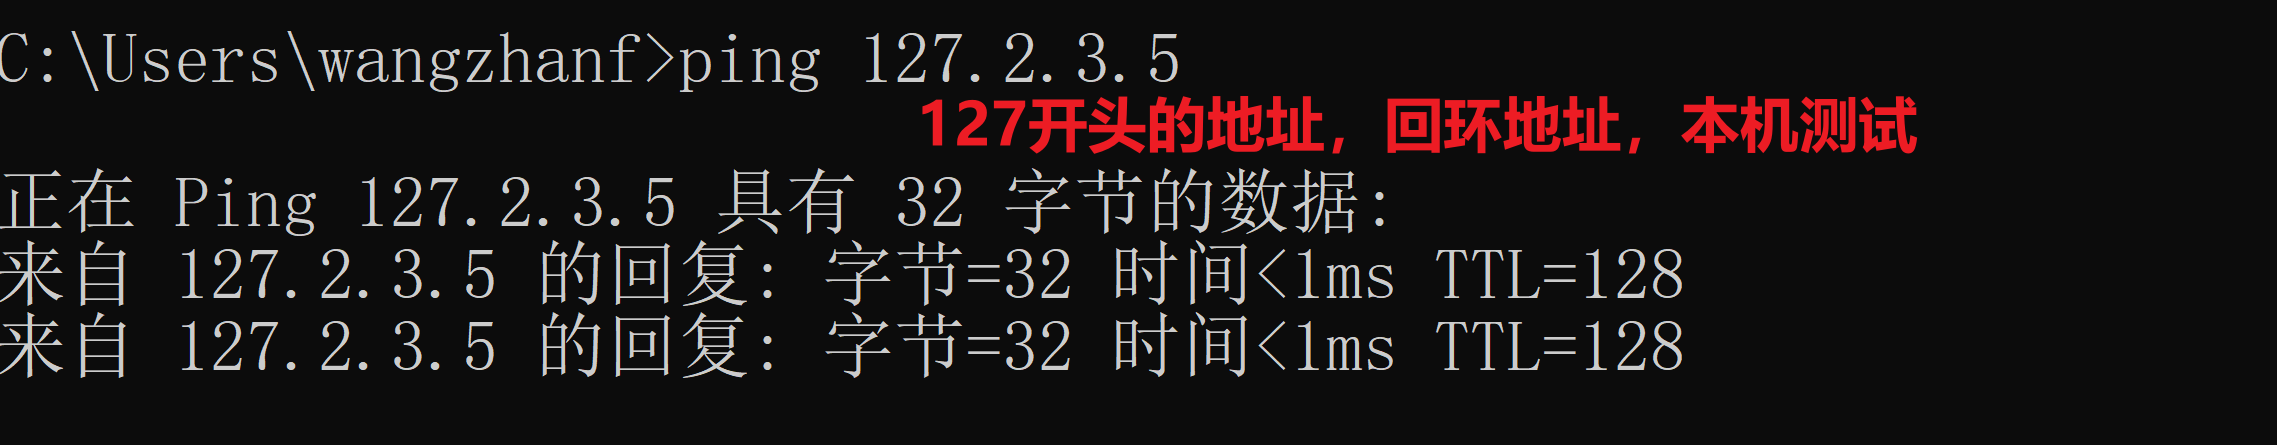 C:\Users\wangzhanf>ping 127.2.3.5
127开头的地址，回环地址，本机测试
正在 Ping 127.2.3.5 具有 32 字节的数据:
来自 127.2.3.5 的回复: 字节=32 时间<1ms TTL=128
来自 127.2.3.5 的回复: 字节=32 时间<1ms TTL=128